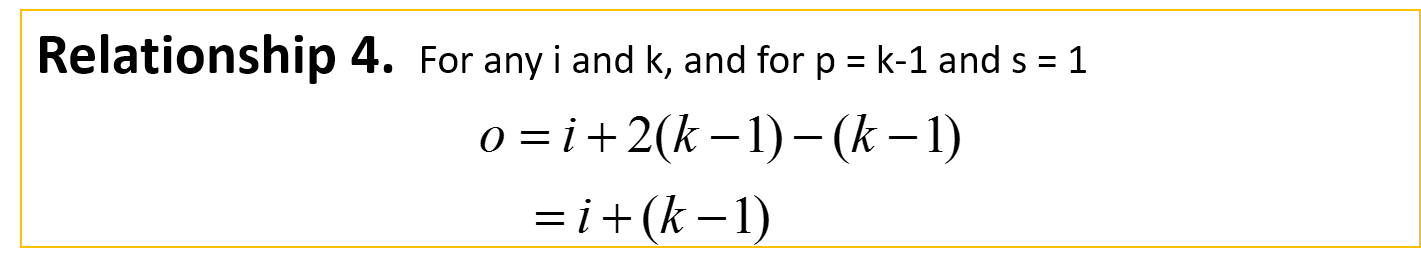 Relationship 4. For any i and k, and for p = k-1 and s = 1
o = i + 2(k − 1) − (k − 1)
= i + (k − 1)